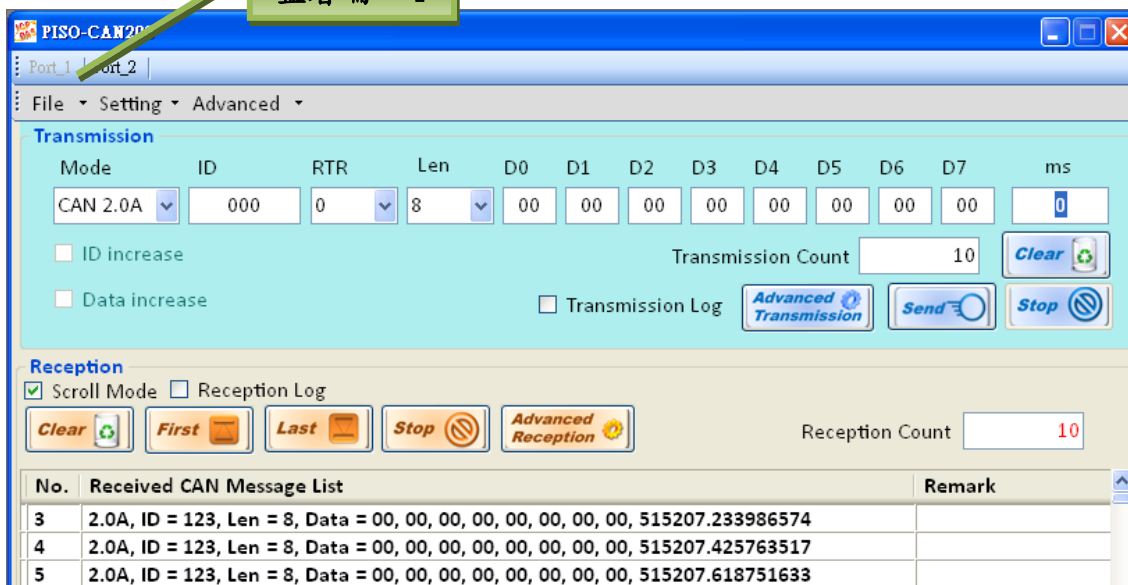 PISO-CAN20
Port_1 Port_2
File Setting Advanced
Transmission
Mode ID RTR Len D0 D1 D2 D3 D4 D5 D6 D7 ms
CAN 2.0A 000 0 8 00 00 00 00 00 00 00 00 0
ID increase Transmission Count 10 Clear
Data increase Transmission Log Advanced Transmission Send Stop
Reception
Scroll Mode Reception Log
Clear First Last Stop Advanced Reception Reception Count 10
No. Received CAN Message List Remark
3 2.0A, ID = 123, Len = 8, Data = 00, 00, 00, 00, 00, 00, 00, 00, 515207.233986574
4 2.0A, ID = 123, Len = 8, Data = 00, 00, 00, 00, 00, 00, 00, 00, 515207.425763517
5 2.0A, ID = 123, Len = 8, Data = 00, 00, 00, 00, 00, 00, 00, 00, 515207.618751633